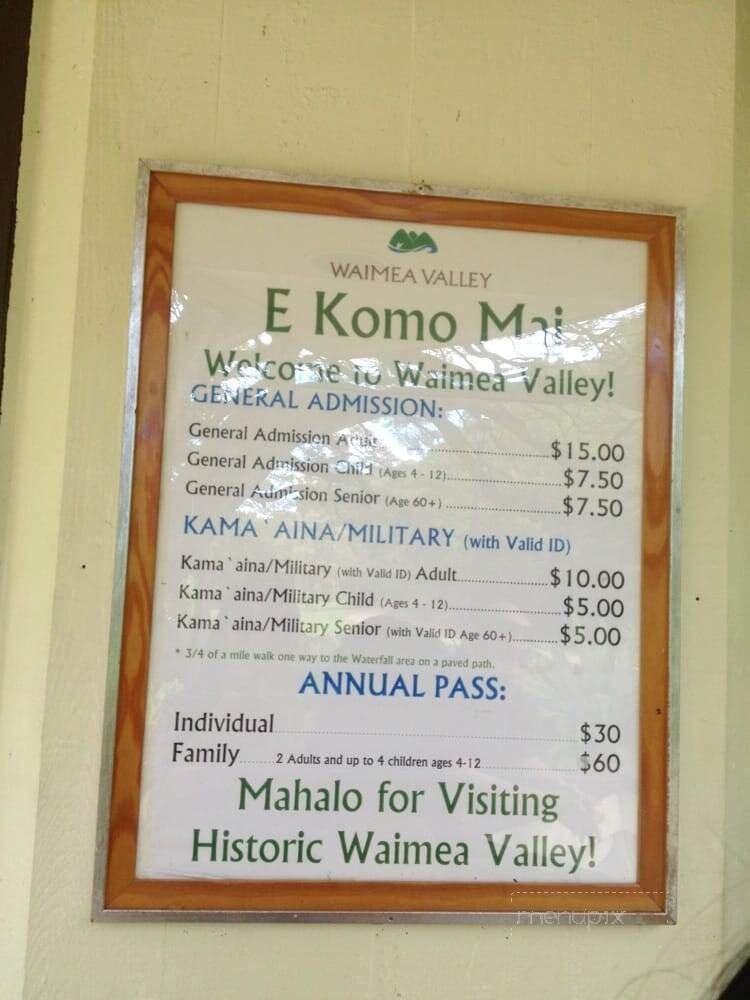 WAIMEA VALLEY
E Komo Mai
Welcome to Waimea Valley!
GENERAL ADMISSION:
General Admission Adult..............................$15.00
General Admission Child (Ages 4 - 12)..............................$7.50
General Admission Senior (Age 60+)..............................$7.50
KAMA`AINA/MILITARY (with Valid ID)
Kama`aina/Military (with Valid ID) Adult..............................$10.00
Kama`aina/Military Child (Ages 4 - 12)..............................$5.00
Kama`aina/Military Senior (with Valid ID Age 60+)............$5.00
* 3/4 of a mile walk one way to the Waterfall area on a paved path.
ANNUAL PASS:
Individual..............................$30
Family.......... 2 Adults and up to 4 children ages 4-12..............................$60
Mahalo for Visiting
Historic Waimea Valley!
menupix